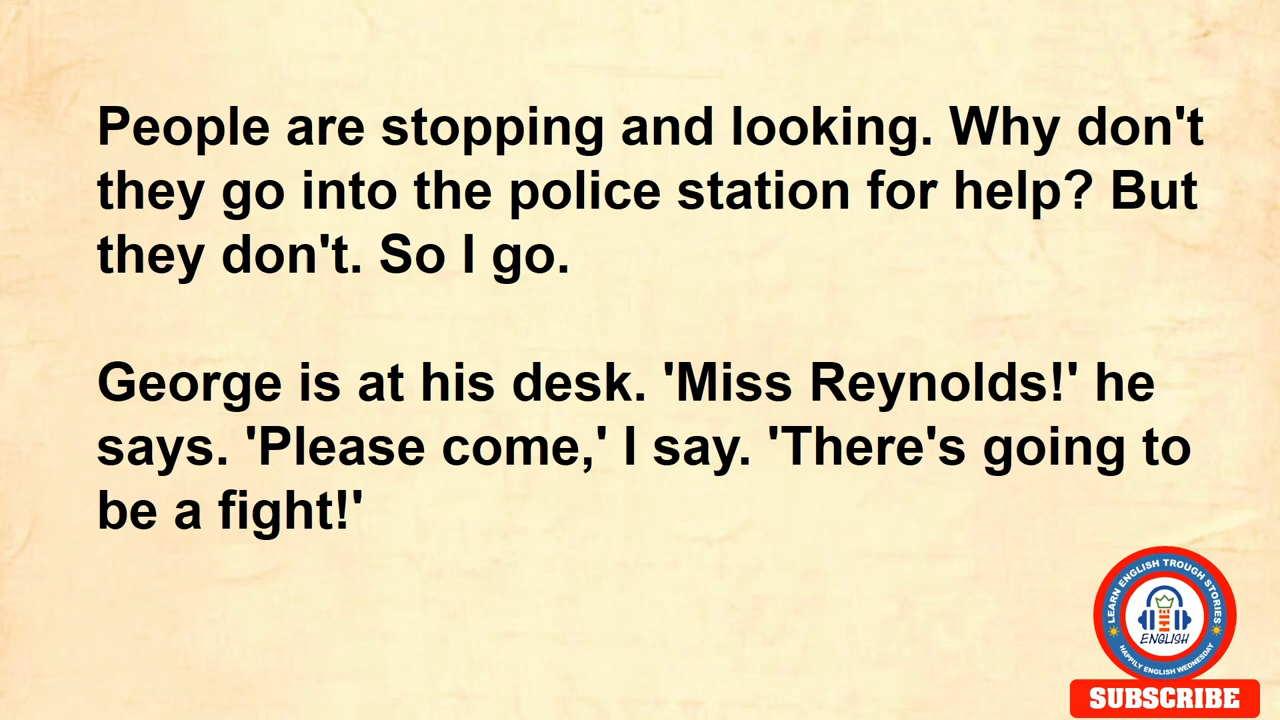 People are stopping and looking. Why don't
they go into the police station for help? But
they don't. So I go.
George is at his desk. 'Miss Reynolds!' he
says. 'Please come,' I say. 'There's going to
be a fight!'
LEARN ENGLISH TROUGH STORIES
ENGLISH
HAPPILY ENGLISH WEDNESDAY
SUBSCRIBE